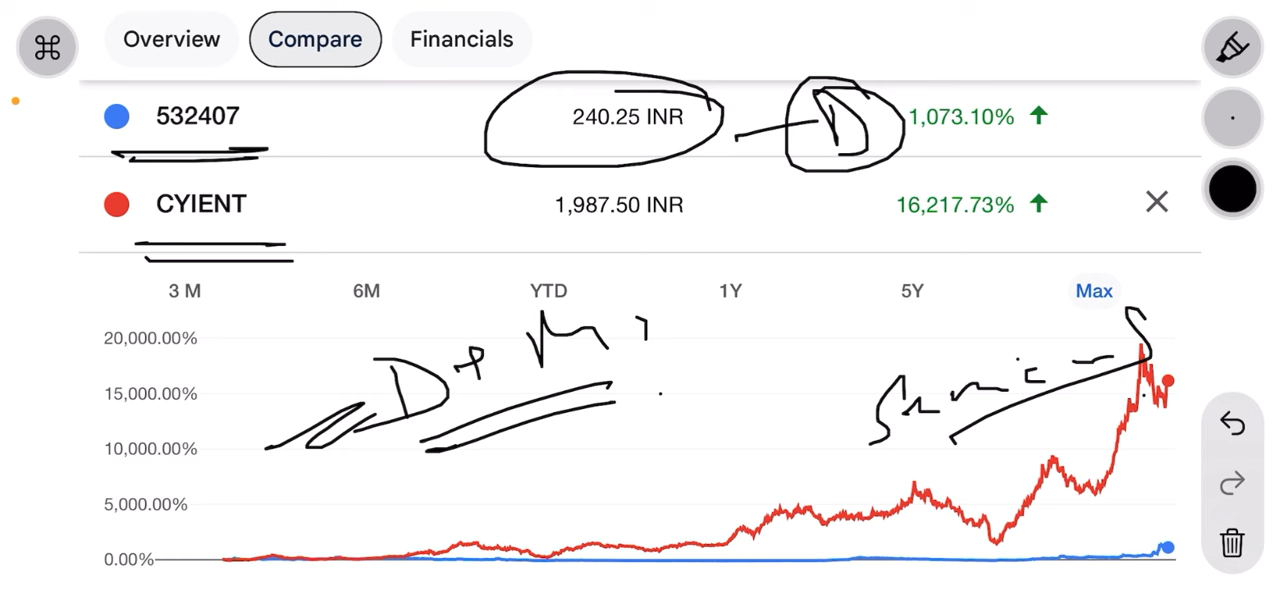 ⌘ Overview Compare Financials
532407 240.25 INR D 1,073.10% ↑
CYIENT 1,987.50 INR 16,217.73% ↑
3 M 6M YTD 1Y 5Y Max
20,000.00%
15,000.00%
10,000.00%
5,000.00%
0.00%